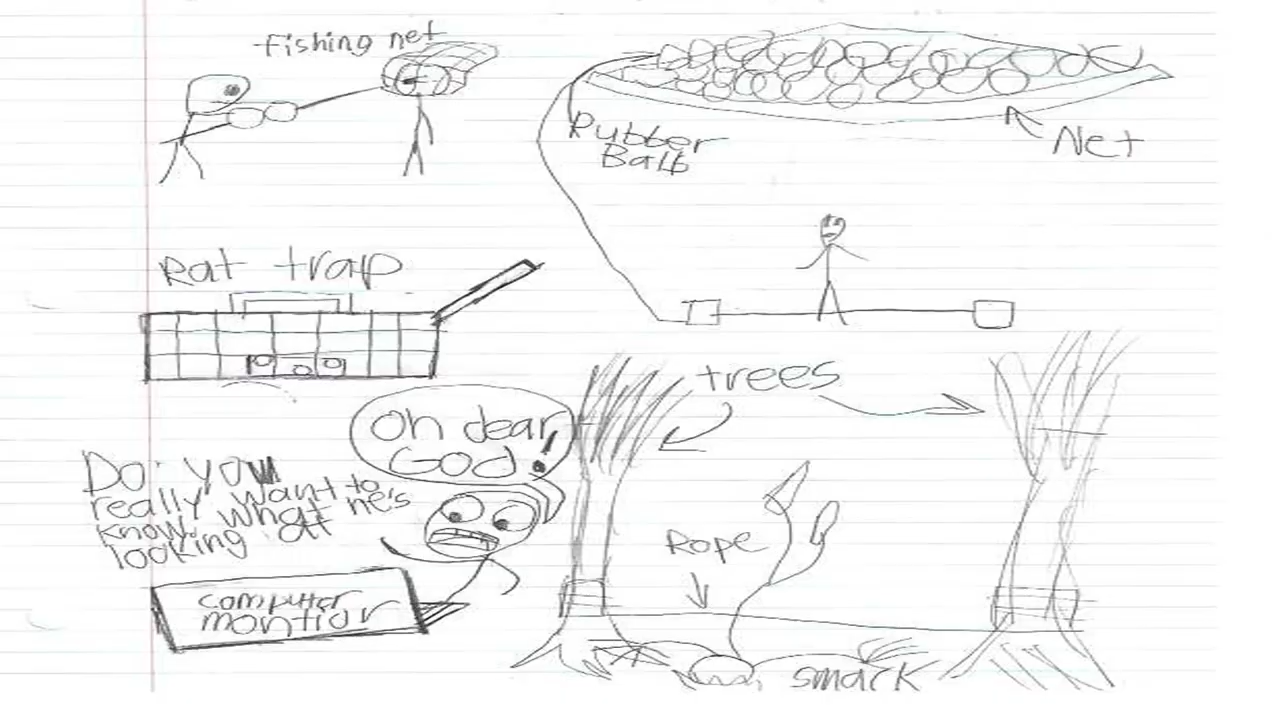 Fishing net
Rubber
Balls
Net
Rat trap
trees
Oh dear
God!
Do you
really want to
know what he's
looking at
Rope
computer
montior
smack